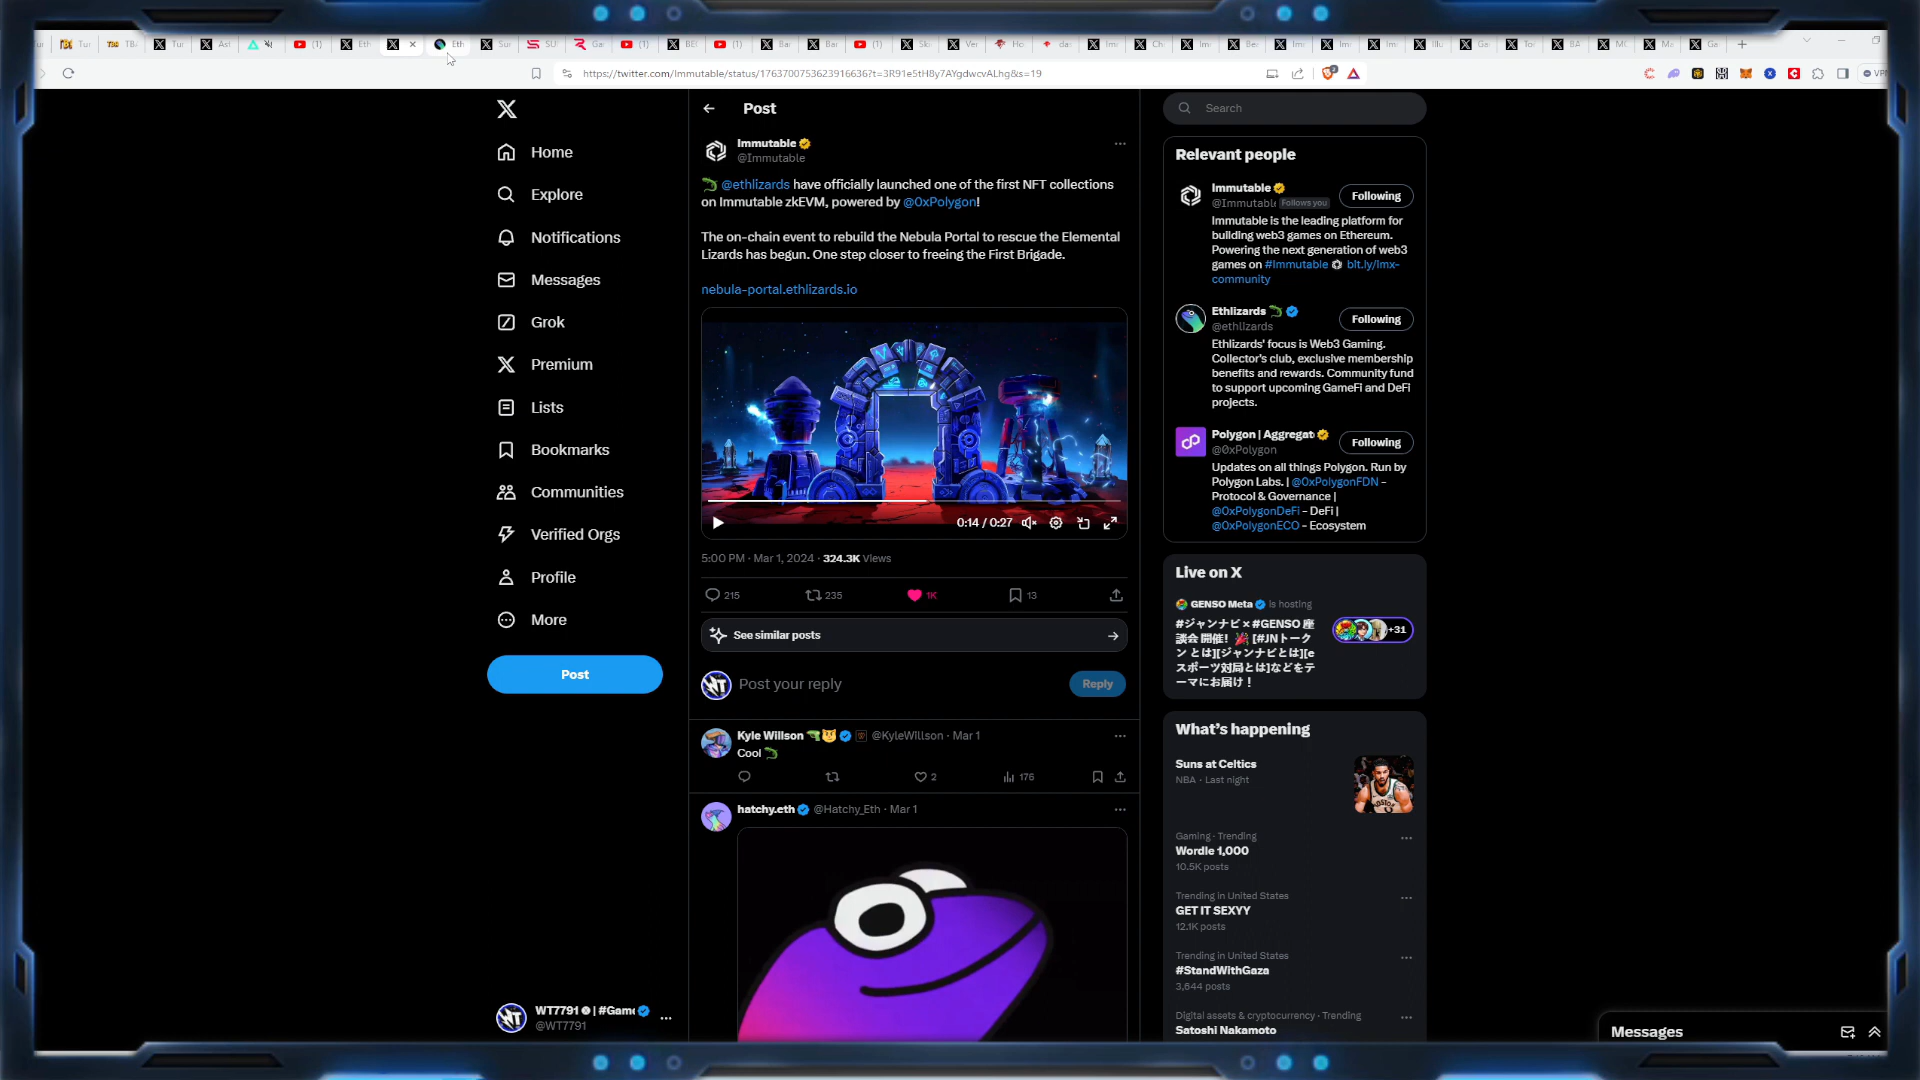 https://twitter.com/Immutable/status/1763700753623916636?t=3R91e5tH8y7AYgdwcvALhg&s=19
VPN
Post
Search
Home
Explore
Notifications
Messages
Grok
Premium
Lists
Bookmarks
Communities
Verified Orgs
Profile
More
Post
WT7791 | #Game
@WT7791
Immutable
@Immutable
@ethlizards have officially launched one of the first NFT collections
on Immutable zkEVM, powered by @0xPolygon!
The on-chain event to rebuild the Nebula Portal to rescue the Elemental
Lizards has begun. One step closer to freeing the First Brigade.
nebula-portal.ethlizards.io
0:14 / 0:27
5:00 PM · Mar 1, 2024 · 324.3K Views
215
235
1K
13
See similar posts
Post your reply
Reply
Kyle Willson @KyleWillson · Mar 1
Cool
2
176
hatchy.eth @Hatchy_Eth · Mar 1
Relevant people
Immutable
@Immutable Follows you
Following
Immutable is the leading platform for
building web3 games on Ethereum.
Powering the next generation of web3
games on #Immutable bit.ly/imx-
community
Ethlizards
@ethlizards
Following
Ethlizards' focus is Web3 Gaming.
Collector's club, exclusive membership
benefits and rewards. Community fund
to support upcoming GameFi and DeFi
projects.
Polygon | Aggregat
@0xPolygon
Following
Updates on all things Polygon. Run by
Polygon Labs. | @0xPolygonFDN -
Protocol & Governance |
@0xPolygonDeFi - DeFi |
@0xPolygonECO - Ecosystem
Live on X
GENSO Meta is hosting
#ジャンナビ × #GENSO 座
談会 開催！ [#JNトーク
ン とは][ジャンナビとは][e
スポーツ対局とは]などをテ
ーマにお届け！
+31
What's happening
Suns at Celtics
NBA · Last night
Gaming · Trending
Wordle 1,000
10.5K posts
Trending in United States
GET IT SEXYY
12.1K posts
Trending in United States
#StandWithGaza
3,644 posts
Digital assets & cryptocurrency · Trending
Satoshi Nakamoto
Messages